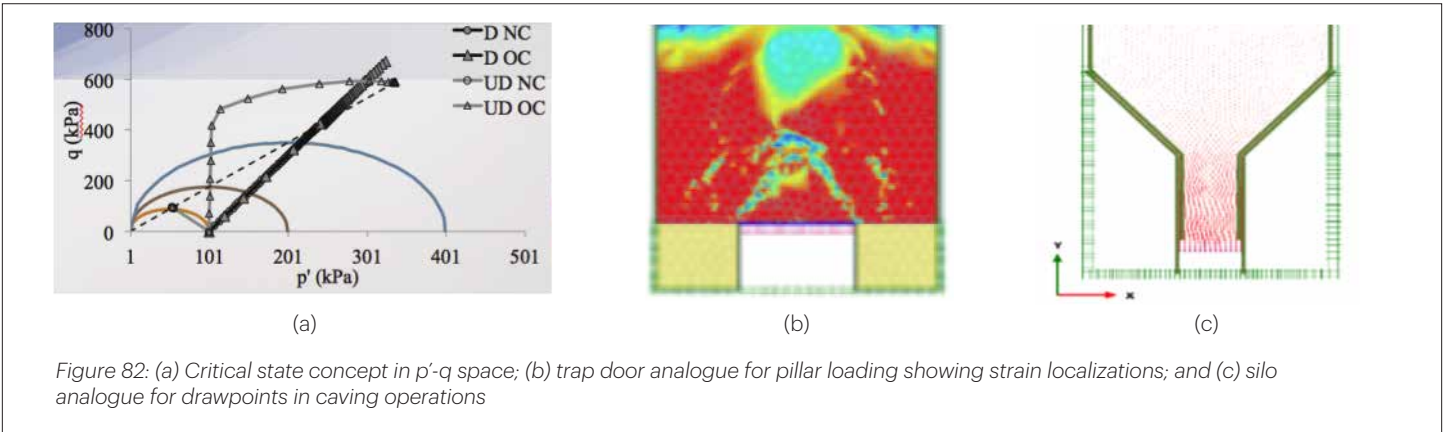 800
600
400
200
0
q (kPa)
1
101
201
301
401
501
p' (kPa)
D NC
D OC
UD NC
UD OC
Y
X
(a)
(b)
(c)
Figure 82: (a) Critical state concept in p'-q space; (b) trap door analogue for pillar loading showing strain localizations; and (c) silo
analogue for drawpoints in caving operations